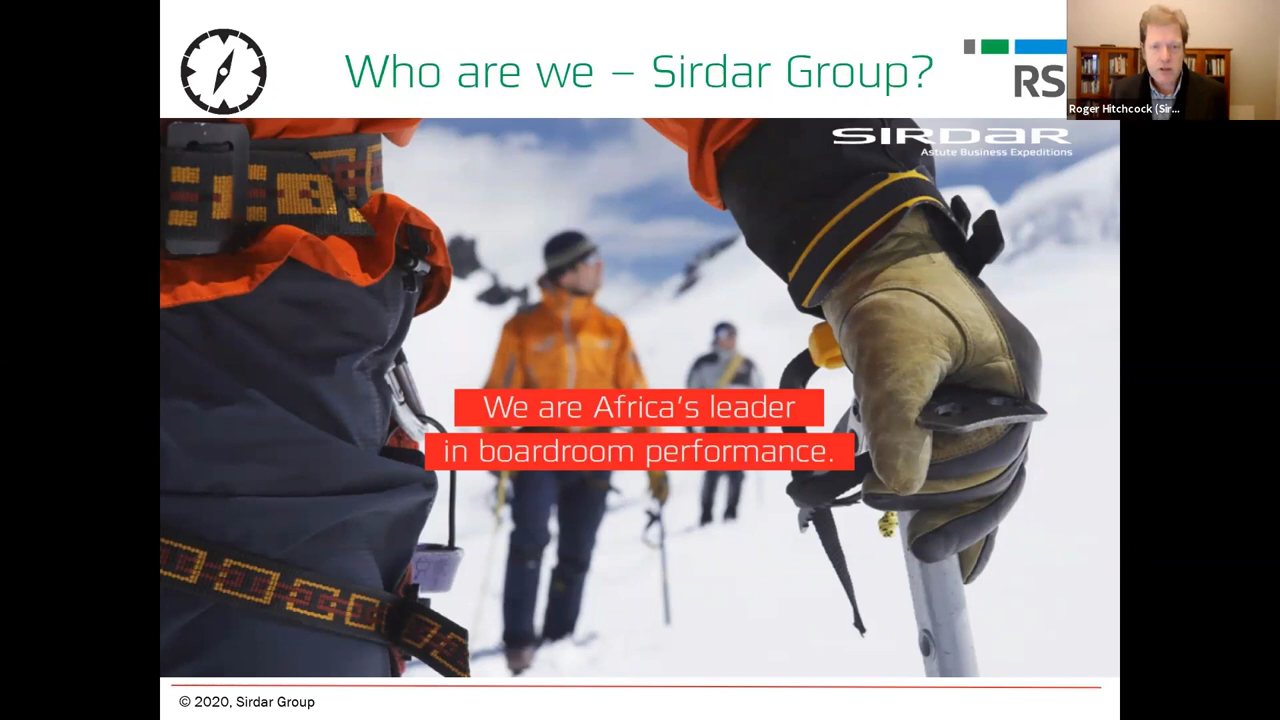 Who are we – Sirdar Group?
RS
Roger Hitchcock (Sir...
SIRDAR
Astute Business Expeditions
We are Africa's leader
in boardroom performance.
© 2020, Sirdar Group